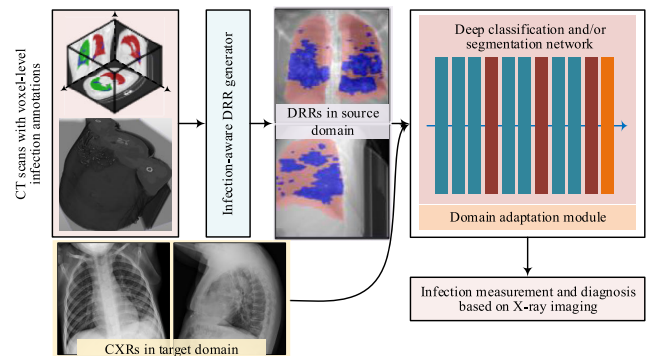 CT scans with voxel-level
infection annotations
Infection-aware DRR generator
DRRs in source
domain
Deep classification and/or
segmentation network
Domain adaptation module
CXRs in target domain
Infection measurement and diagnosis
based on X-ray imaging